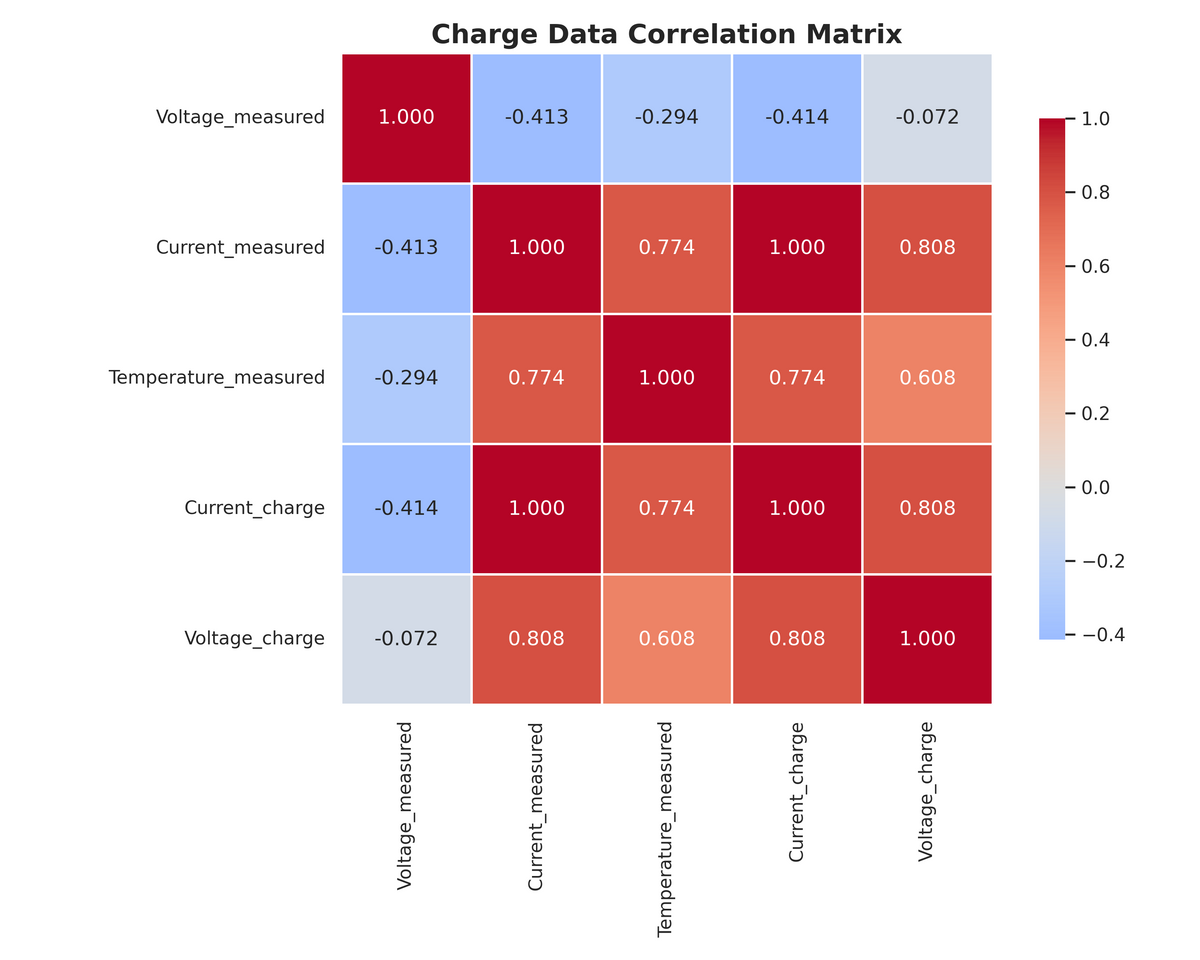 Charge Data Correlation Matrix
Voltage_measured 1.000 -0.413 -0.294 -0.414 -0.072
Current_measured -0.413 1.000 0.774 1.000 0.808
Temperature_measured -0.294 0.774 1.000 0.774 0.608
Current_charge -0.414 1.000 0.774 1.000 0.808
Voltage_charge -0.072 0.808 0.608 0.808 1.000
Voltage_measured
Current_measured
Temperature_measured
Current_charge
Voltage_charge
1.0
0.8
0.6
0.4
0.2
0.0
−0.2
−0.4